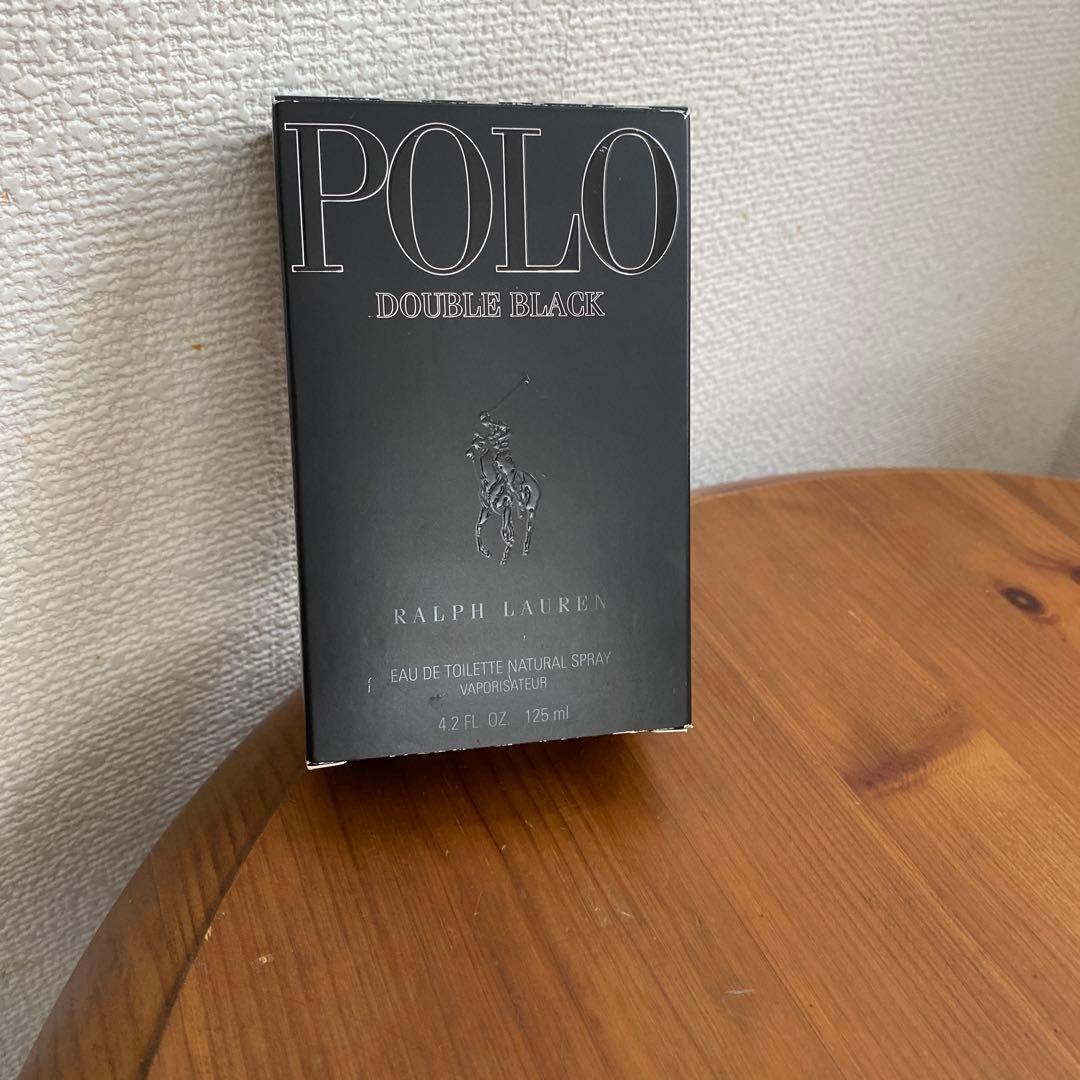 POLO
DOUBLE BLACK
RALPH LAUREN
EAU DE TOILETTE NATURAL SPRAY
VAPORISATEUR
4.2 FL. OZ. 125 ml